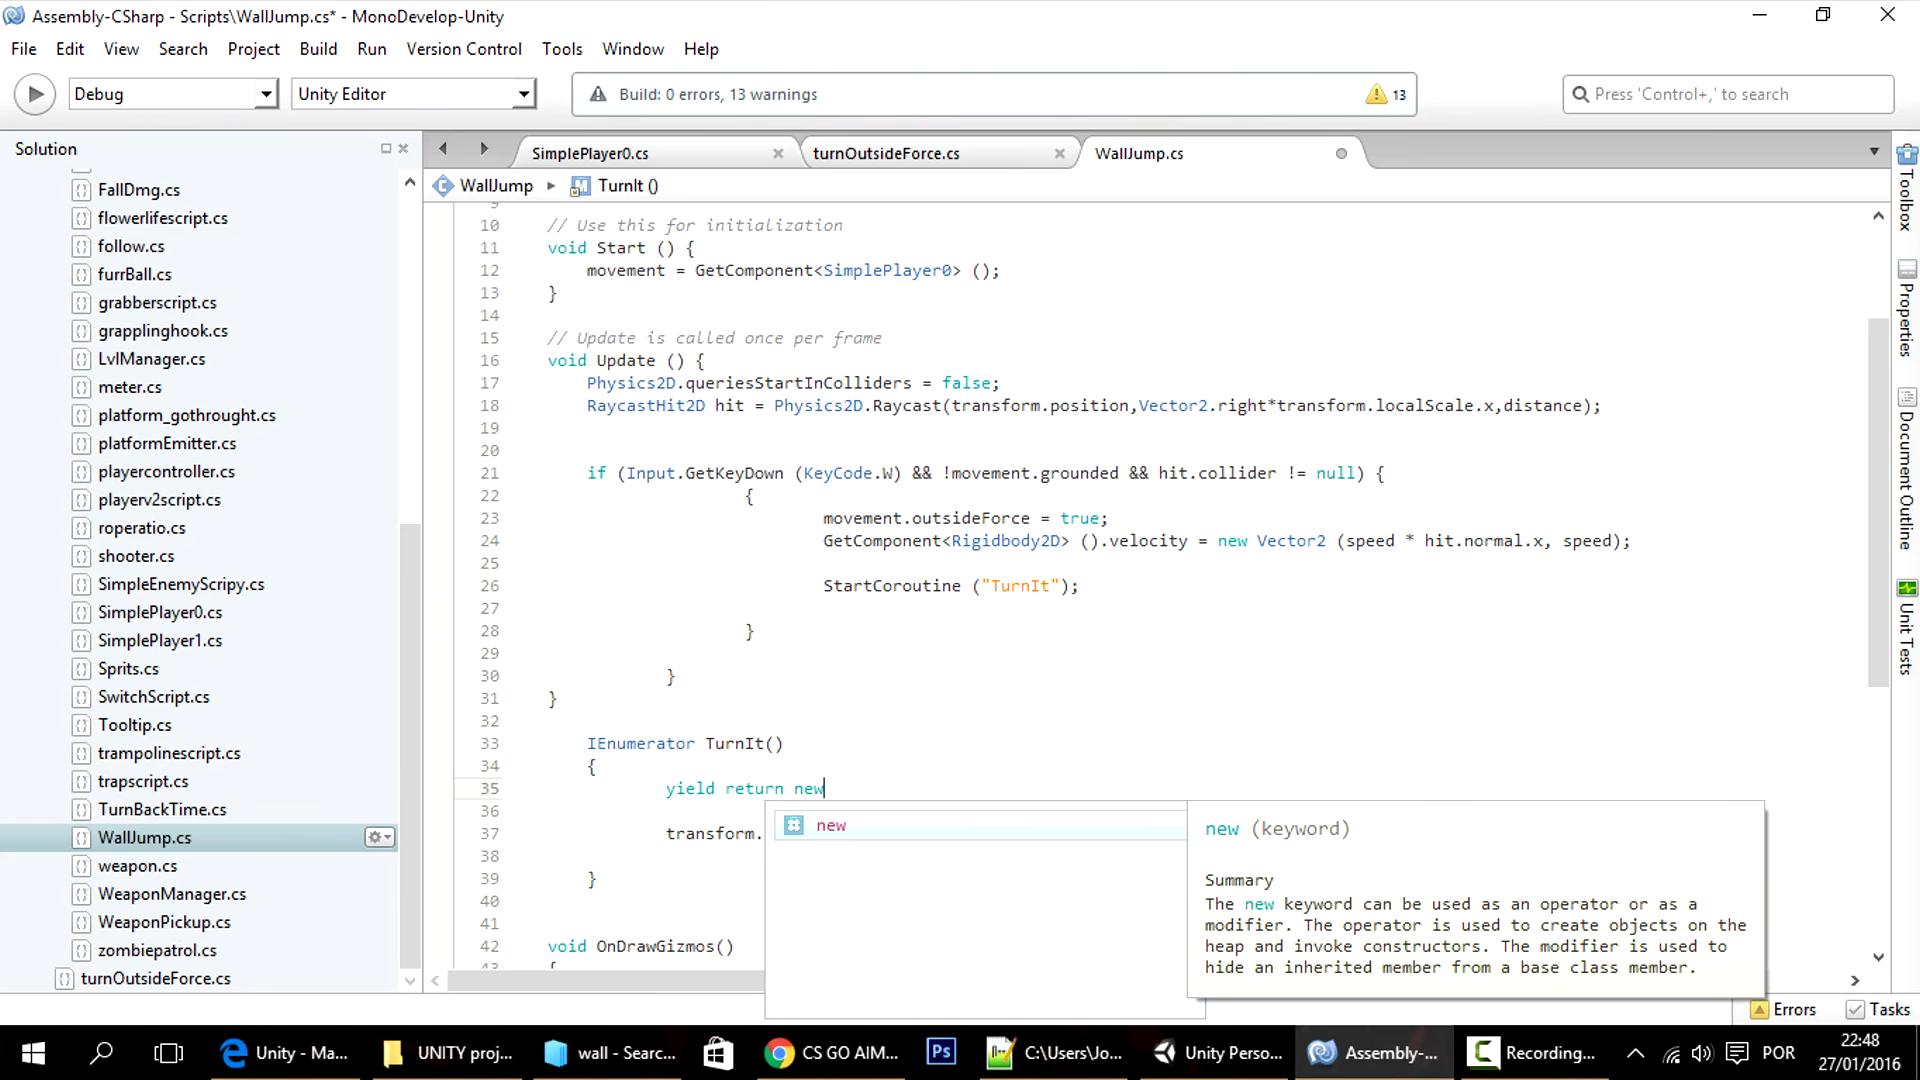 Assembly-CSharp - Scripts\WallJump.cs* - MonoDevelop-Unity
File Edit View Search Project Build Run Version Control Tools Window Help
Debug Unity Editor Build: 0 errors, 13 warnings 13 Press 'Control+,' to search
Solution
FallDmg.cs
flowerlifescript.cs
follow.cs
furrBall.cs
grabberscript.cs
grapplinghook.cs
LvlManager.cs
meter.cs
platform_gothrought.cs
platformEmitter.cs
playercontroller.cs
playerv2script.cs
roperatio.cs
shooter.cs
SimpleEnemyScripy.cs
SimplePlayer0.cs
SimplePlayer1.cs
Sprits.cs
SwitchScript.cs
Tooltip.cs
trampolinescript.cs
trapscript.cs
TurnBackTime.cs
WallJump.cs
weapon.cs
WeaponManager.cs
WeaponPickup.cs
zombiepatrol.cs
turnOutsideForce.cs
SimplePlayer0.cs turnOutsideForce.cs WallJump.cs
WallJump TurnIt ()
9
10 // Use this for initialization
11 void Start () {
12 movement = GetComponent<SimplePlayer0> ();
13 }
14
15 // Update is called once per frame
16 void Update () {
17 Physics2D.queriesStartInColliders = false;
18 RaycastHit2D hit = Physics2D.Raycast(transform.position,Vector2.right*transform.localScale.x,distance);
19
20
21 if (Input.GetKeyDown (KeyCode.W) && !movement.grounded && hit.collider != null) {
22 {
23 movement.outsideForce = true;
24 GetComponent<Rigidbody2D> ().velocity = new Vector2 (speed * hit.normal.x, speed);
25
26 StartCoroutine ("TurnIt");
27
28 }
29
30 }
31 }
32
33 IEnumerator TurnIt()
34 {
35 yield return new
36
37 transform.
38
39 }
40
41
42 void OnDrawGizmos()
43 {
new
new (keyword)
Summary
The new keyword can be used as an operator or as a
modifier. The operator is used to create objects on the
heap and invoke constructors. The modifier is used to
hide an inherited member from a base class member.
Toolbox
Properties
Document Outline
Unit Tests
Errors Tasks
Unity - Ma... UNITY proj... wall - Searc... CS GO AIM... Ps C:\Users\Jo... Unity Perso... Assembly-... Recording... POR 22:48
27/01/2016